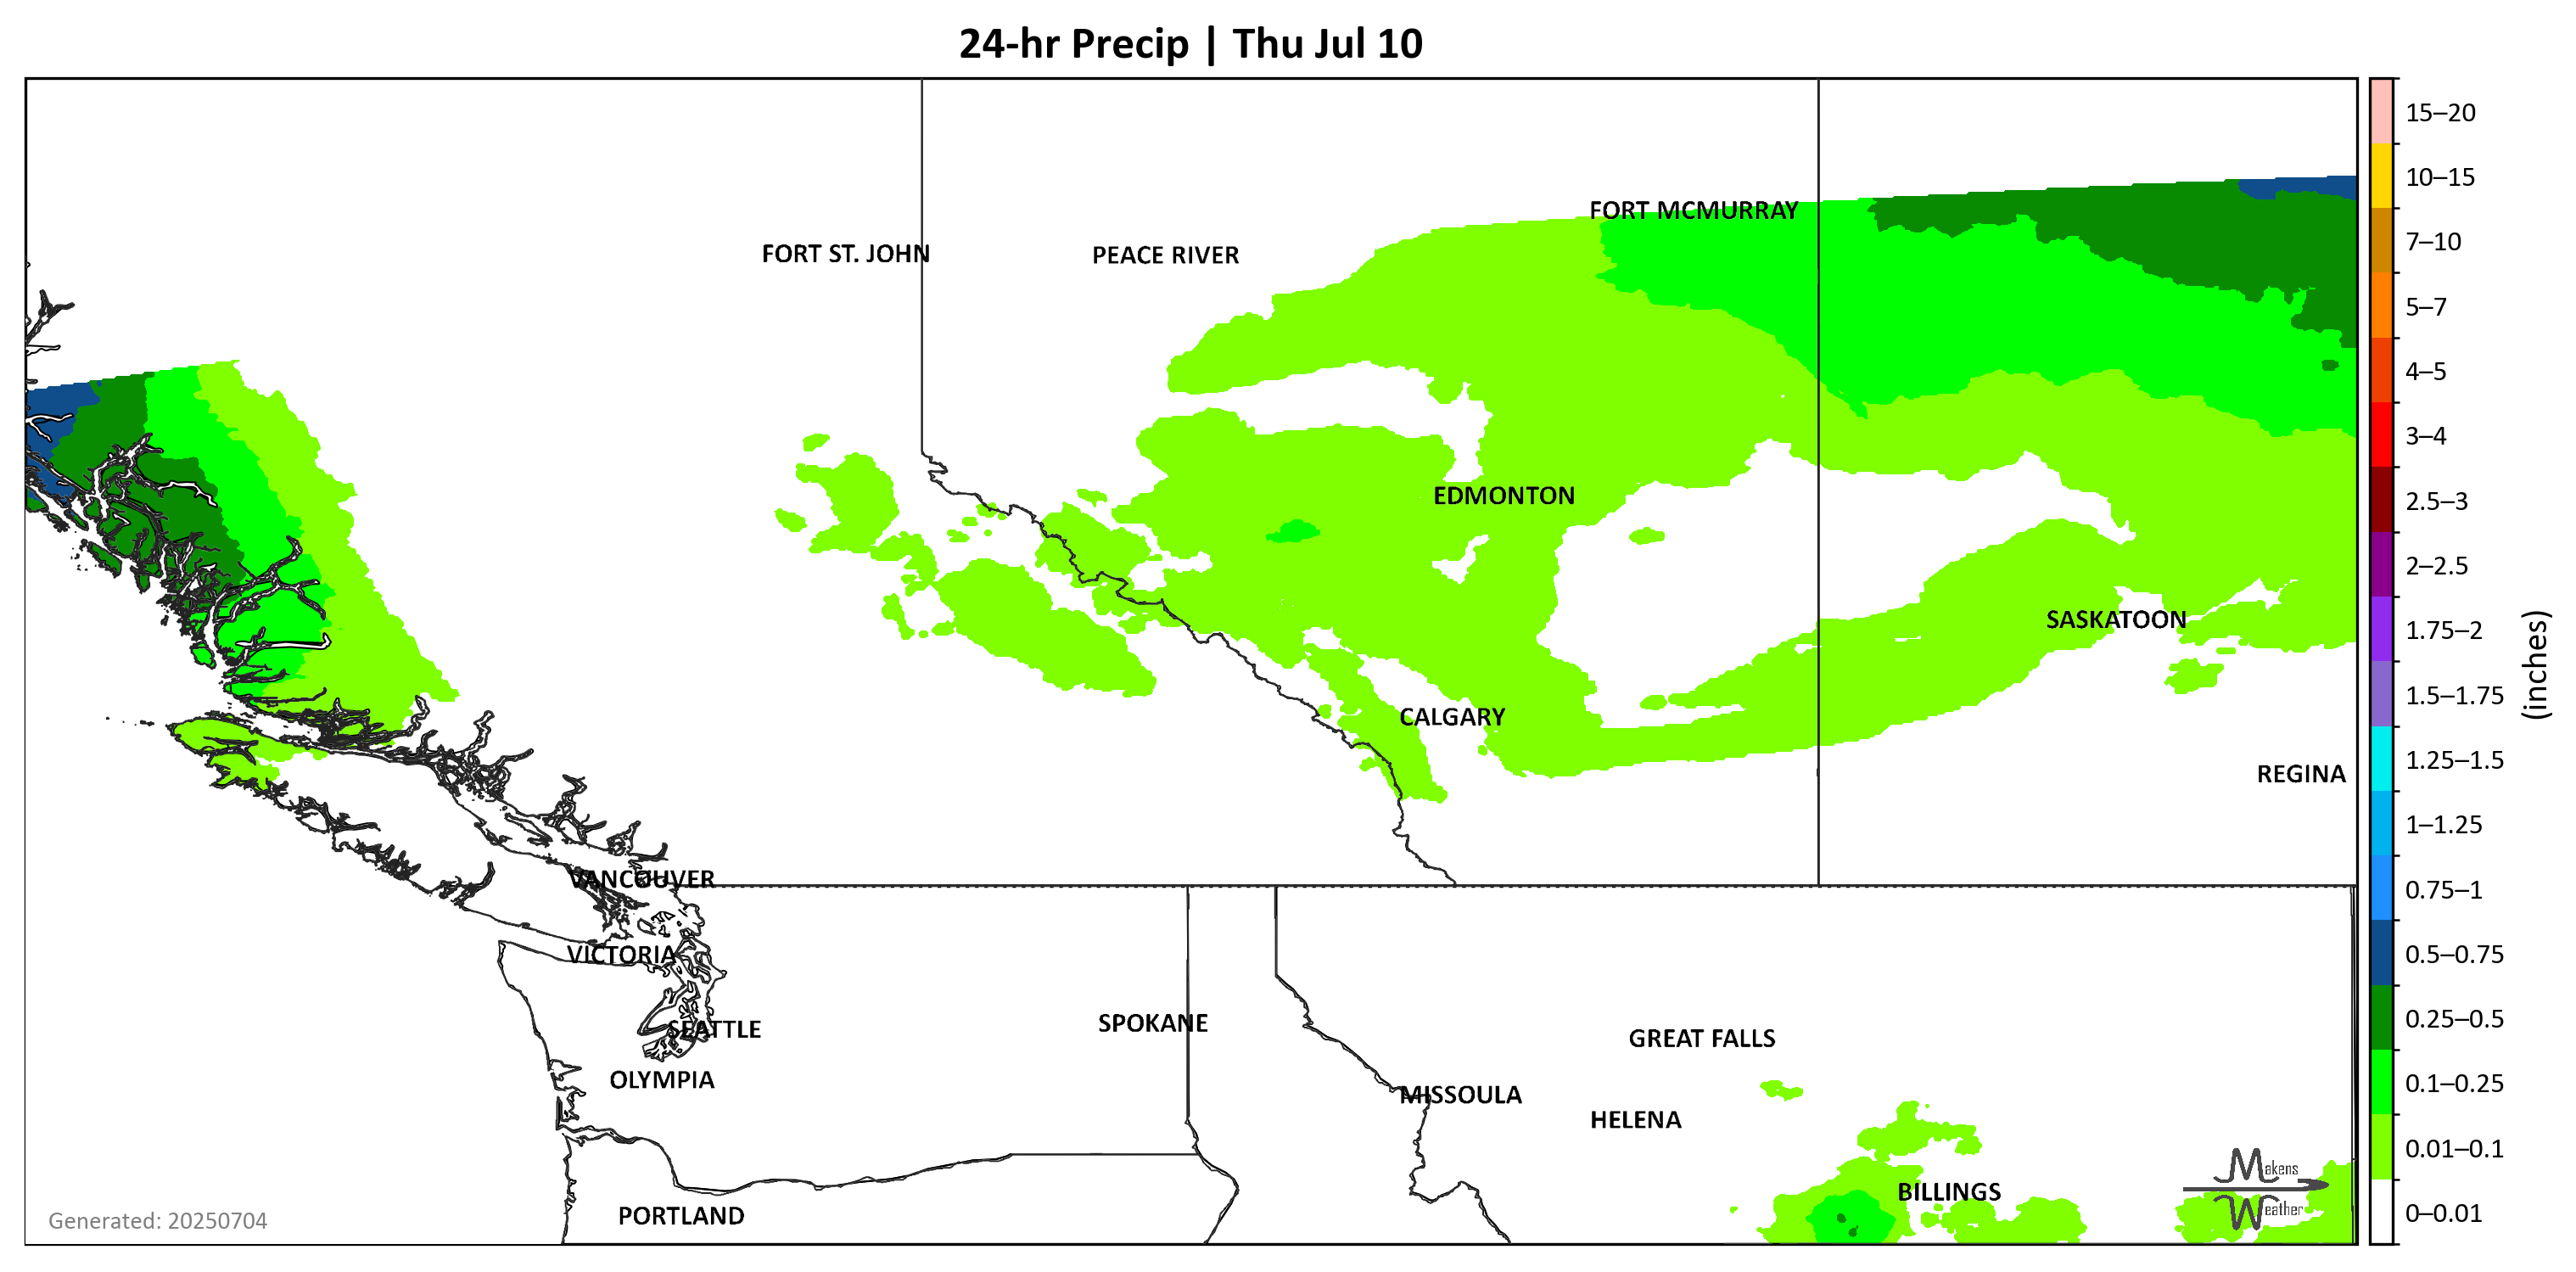 24-hr Precip | Thu Jul 10
FORT MCMURRAY
FORT ST. JOHN
PEACE RIVER
EDMONTON
SASKATOON
CALGARY
REGINA
VANCOUVER
VICTORIA
SPOKANE
SEATTLE
GREAT FALLS
OLYMPIA
MISSOULA
HELENA
BILLINGS
PORTLAND
Makens
Weather
Generated: 20250704
15–20
10–15
7–10
5–7
4–5
3–4
2.5–3
2–2.5
1.75–2
1.5–1.75
1.25–1.5
1–1.25
0.75–1
0.5–0.75
0.25–0.5
0.1–0.25
0.01–0.1
0–0.01
(inches)